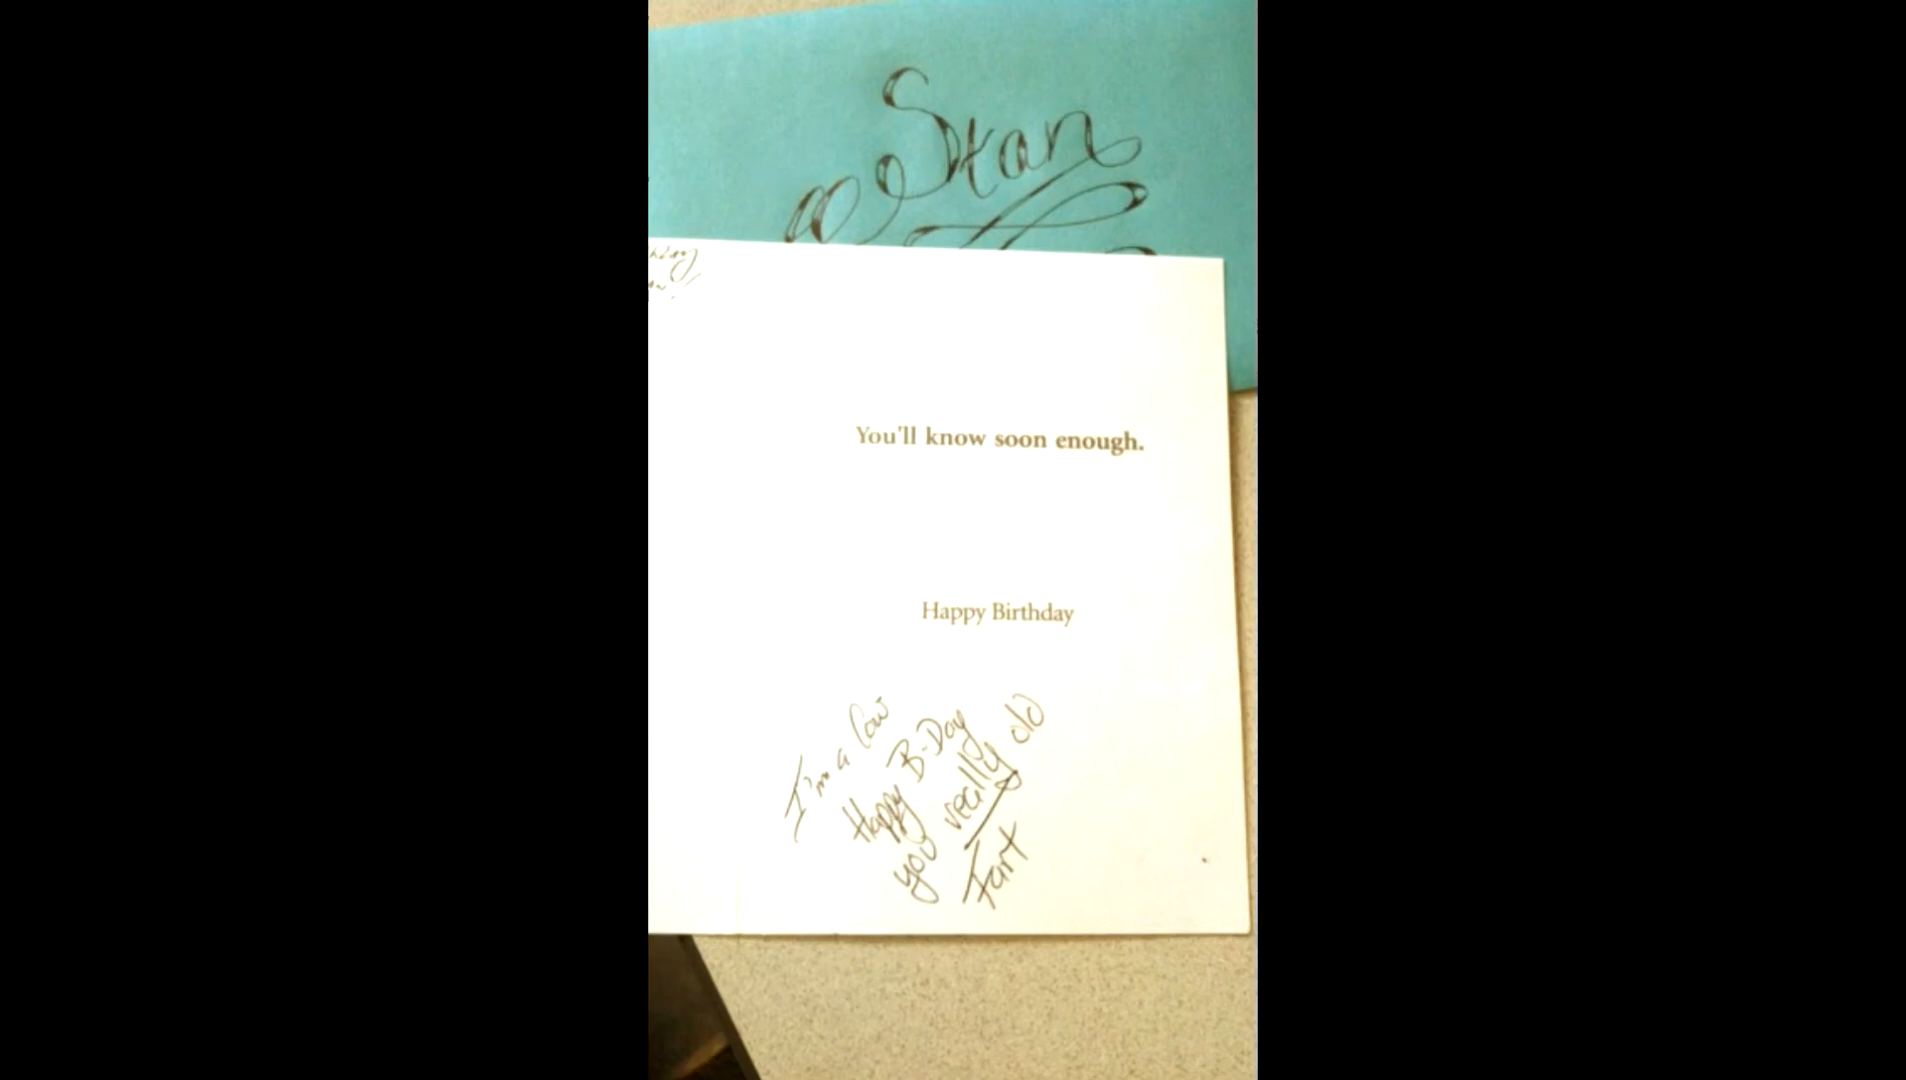 Stan
You'll know soon enough.
Happy Birthday
I'm a Cow
Happy B-Day
you really old
Fart